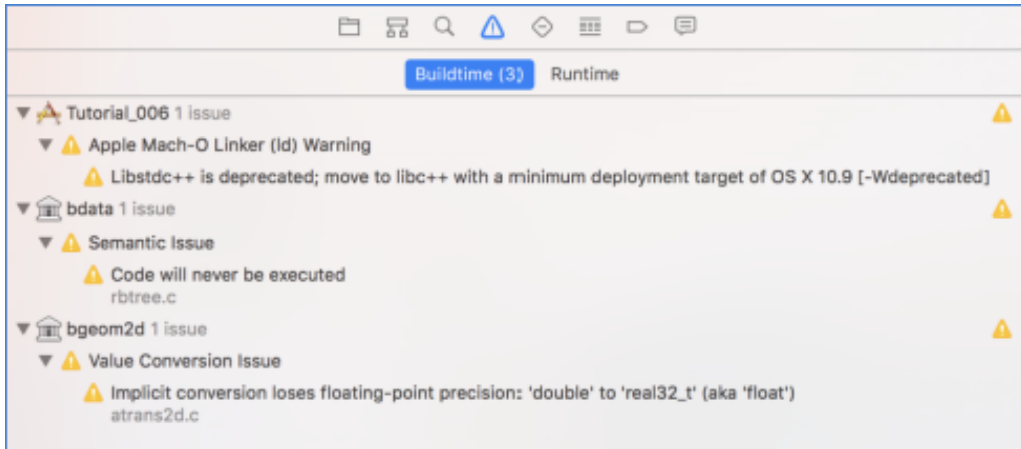 Buildtime (3) Runtime
Tutorial_006 1 issue
Apple Mach-O Linker (ld) Warning
Libstdc++ is deprecated; move to libc++ with a minimum deployment target of OS X 10.9 [-Wdeprecated]
bdata 1 issue
Semantic Issue
Code will never be executed
rbtree.c
bgeom2d 1 issue
Value Conversion Issue
Implicit conversion loses floating-point precision: 'double' to 'real32_t' (aka 'float')
atrans2d.c